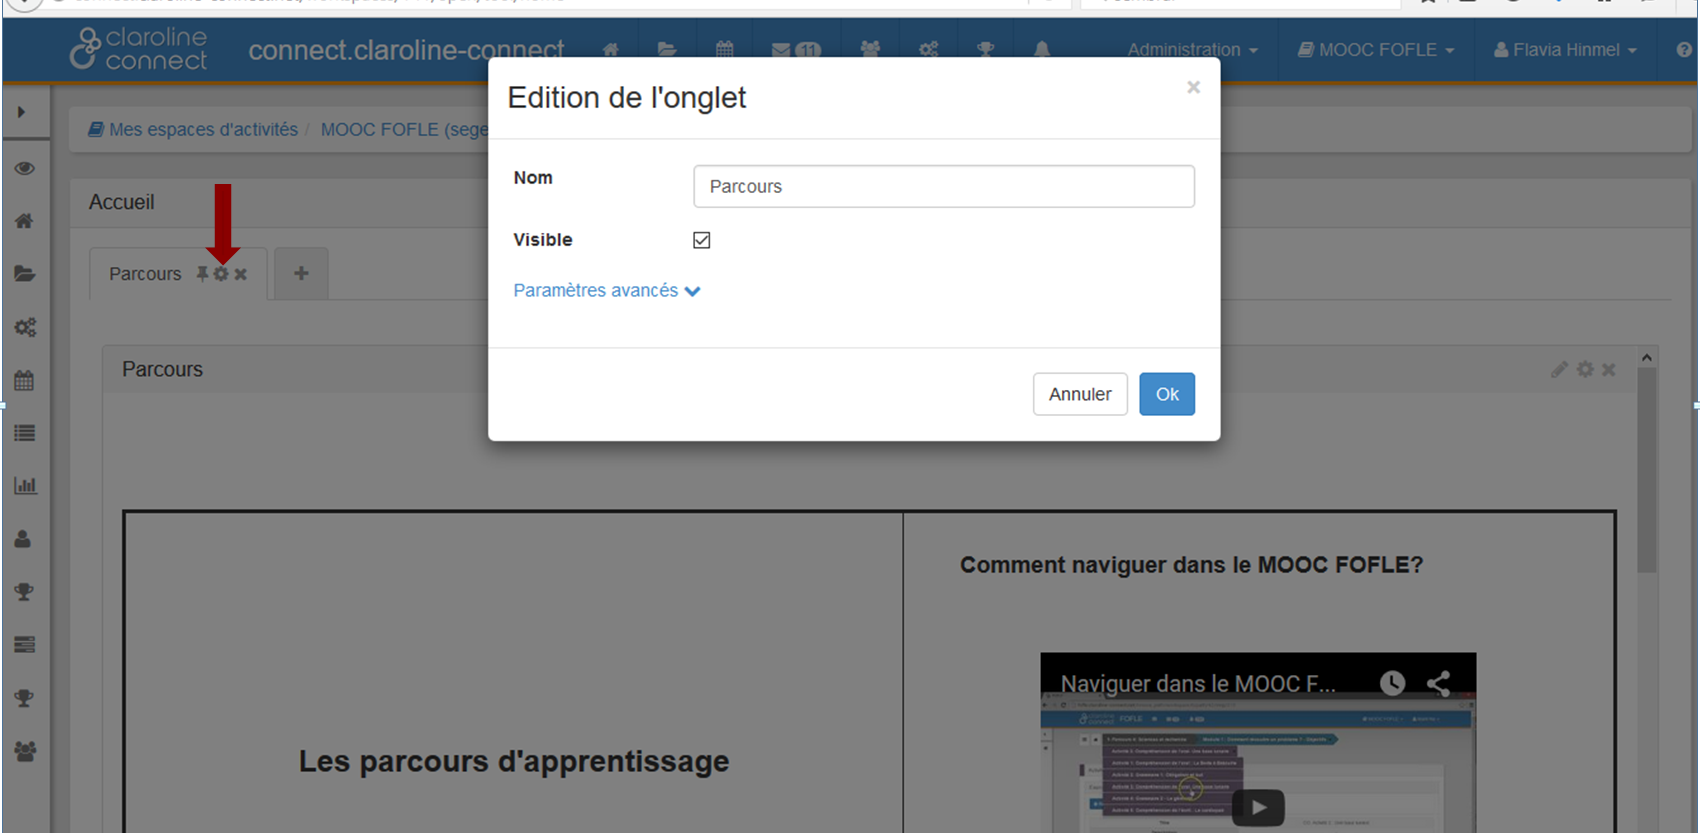 claroline
connect
connect.claroline-connect
11
Administration
MOOC FOFLE
Flavia Hinmel
Edition de l'onglet
Mes espaces d'activités / MOOC FOFLE (sege
Nom
Parcours
Accueil
Visible
Parcours
Paramètres avancés
Parcours
Annuler
Ok
Comment naviguer dans le MOOC FOFLE?
Naviguer dans le MOOC F...
Les parcours d'apprentissage